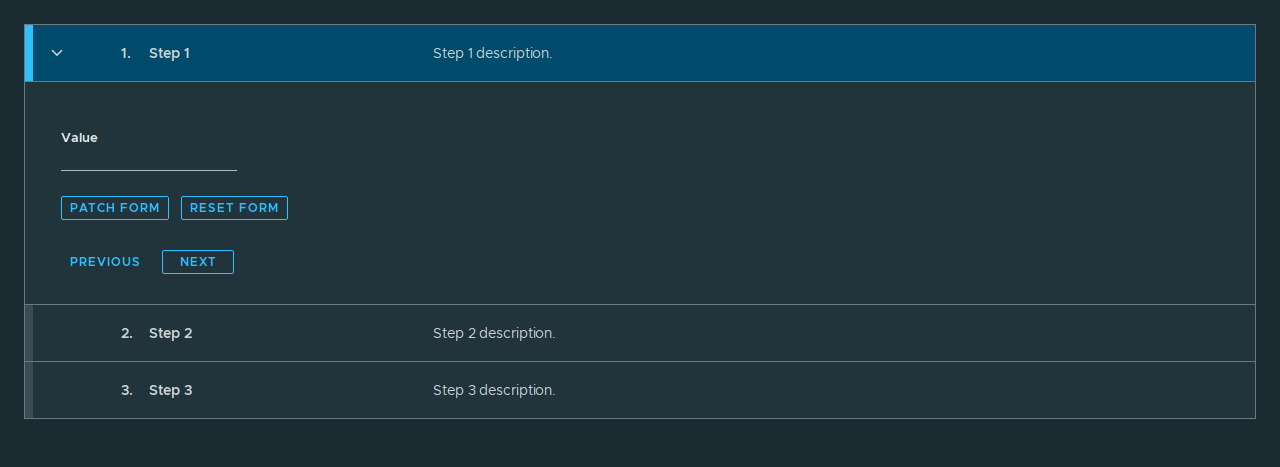 1. Step 1 Step 1 description.
Value
PATCH FORM RESET FORM
PREVIOUS NEXT
2. Step 2 Step 2 description.
3. Step 3 Step 3 description.